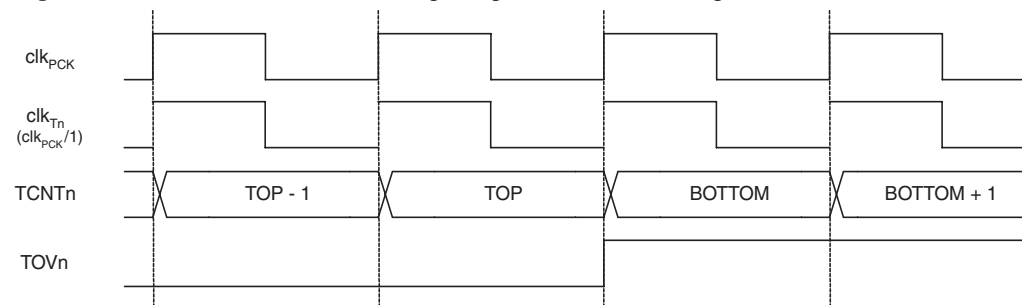 clkPCK
clkTn
(clkPCK/1)
TCNTn
TOP - 1
TOP
BOTTOM
BOTTOM + 1
TOVn